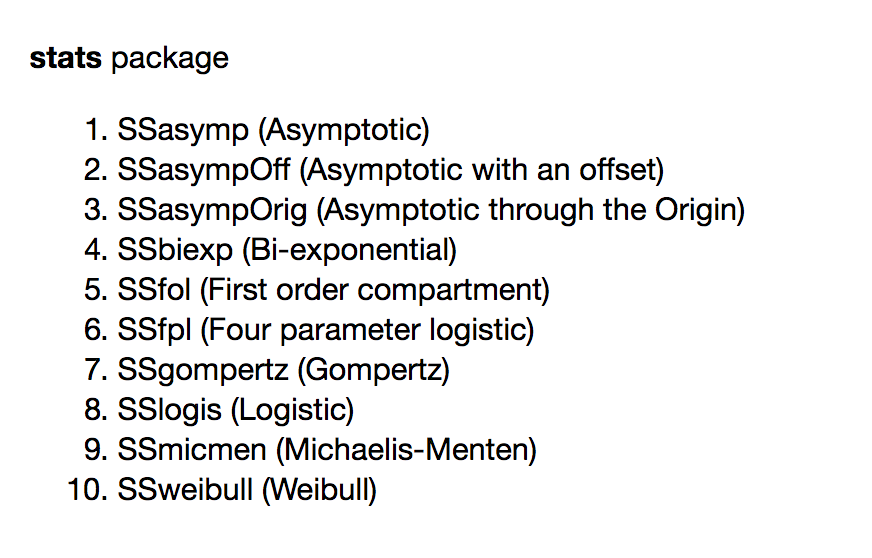 stats package
1. SSasymp (Asymptotic)
2. SSasympOff (Asymptotic with an offset)
3. SSasympOrig (Asymptotic through the Origin)
4. SSbiexp (Bi-exponential)
5. SSfol (First order compartment)
6. SSfpl (Four parameter logistic)
7. SSgompertz (Gompertz)
8. SSlogis (Logistic)
9. SSmicmen (Michaelis-Menten)
10. SSweibull (Weibull)